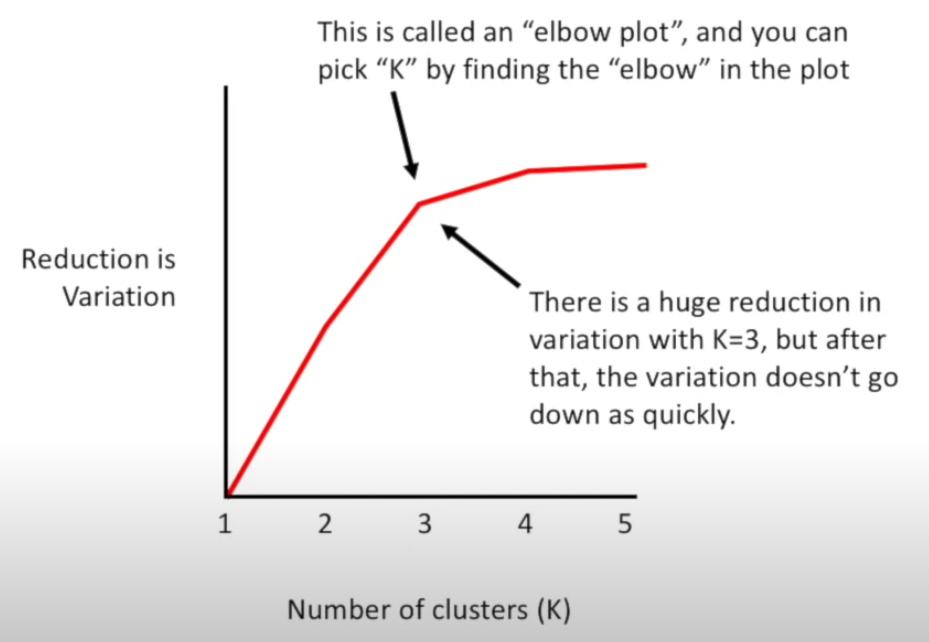 This is called an “elbow plot”, and you can
pick “K” by finding the “elbow” in the plot
Reduction is
Variation
There is a huge reduction in
variation with K=3, but after
that, the variation doesn’t go
down as quickly.
1 2 3 4 5
Number of clusters (K)